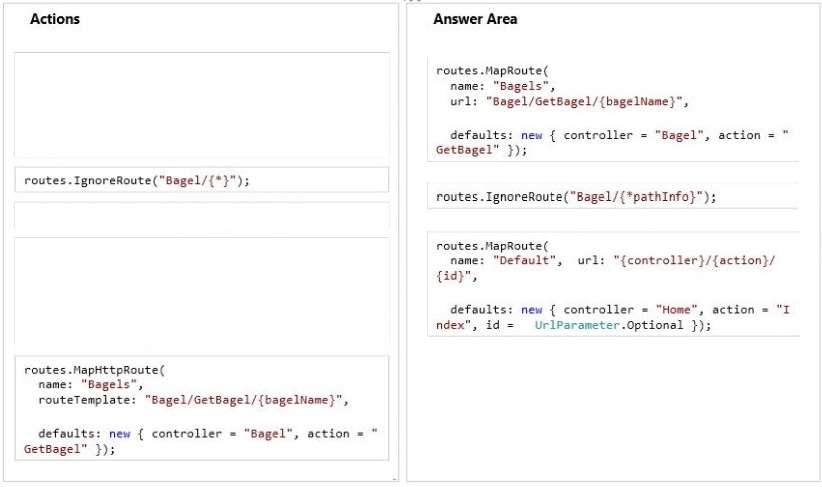 Actions
routes.IgnoreRoute("Bagel/{*}");
routes.MapHttpRoute(
name: "Bagels",
routeTemplate: "Bagel/GetBagel/{bagelName}",
defaults: new { controller = "Bagel", action = "
GetBagel" });
Answer Area
routes.MapRoute(
name: "Bagels",
url: "Bagel/GetBagel/{bagelName}",
defaults: new { controller = "Bagel", action = "
GetBagel" });
routes.IgnoreRoute("Bagel/{*pathInfo}");
routes.MapRoute(
name: "Default", url: "{controller}/{action}/
{id}",
defaults: new { controller = "Home", action = "I
ndex", id = UrlParameter.Optional });